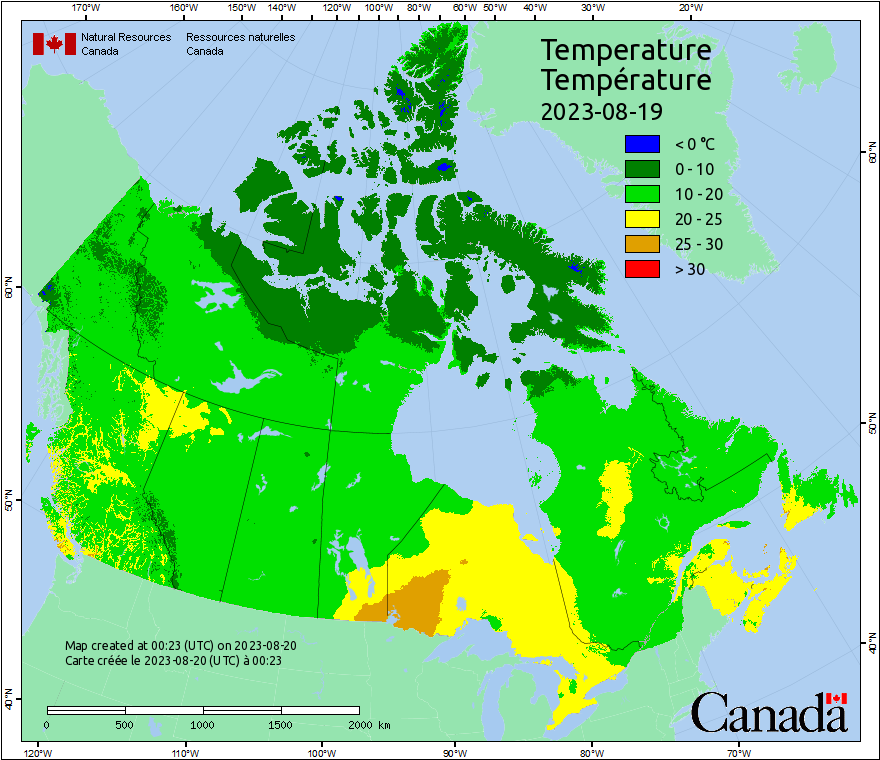 170°W 160°W 150°W 140°W 130°W 120°W 110°W 100°W 90°W 80°W 70°W 60°W 50°W 40°W 30°W 20°W
Natural Resources Ressources naturelles
Canada Canada
Temperature
Température
2023-08-19
< 0 °C
0 - 10
10 - 20
20 - 25
25 - 30
> 30
60°N
60°N
50°N
50°N
40°N
40°N
Map created at 00:23 (UTC) on 2023-08-20
Carte créée le 2023-08-20 (UTC) à 00:23
0 500 1000 1500 2000 km
Canada
120°W 110°W 100°W 90°W 80°W 70°W